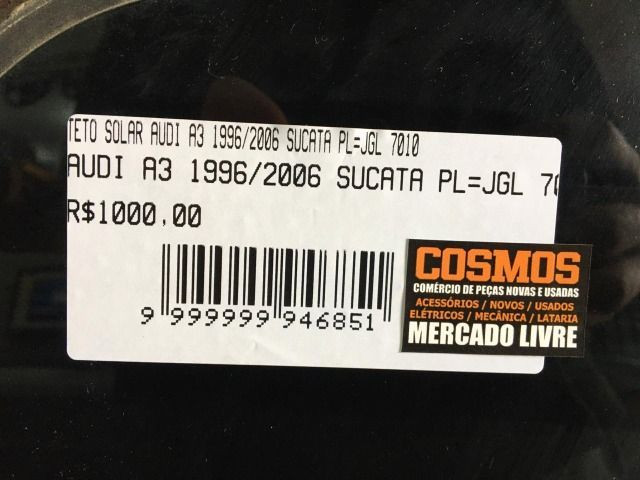 TETO SOLAR AUDI A3 1996/2006 SUCATA PL=JGL 7010
AUDI A3 1996/2006 SUCATA PL=JGL 70
R$1000,00
9 999999 946851
COSMOS
COMÉRCIO DE PEÇAS NOVAS E USADAS
ACESSÓRIOS / NOVOS / USADOS
ELÉTRICOS / MECÂNICA / LATARIA
MERCADO LIVRE